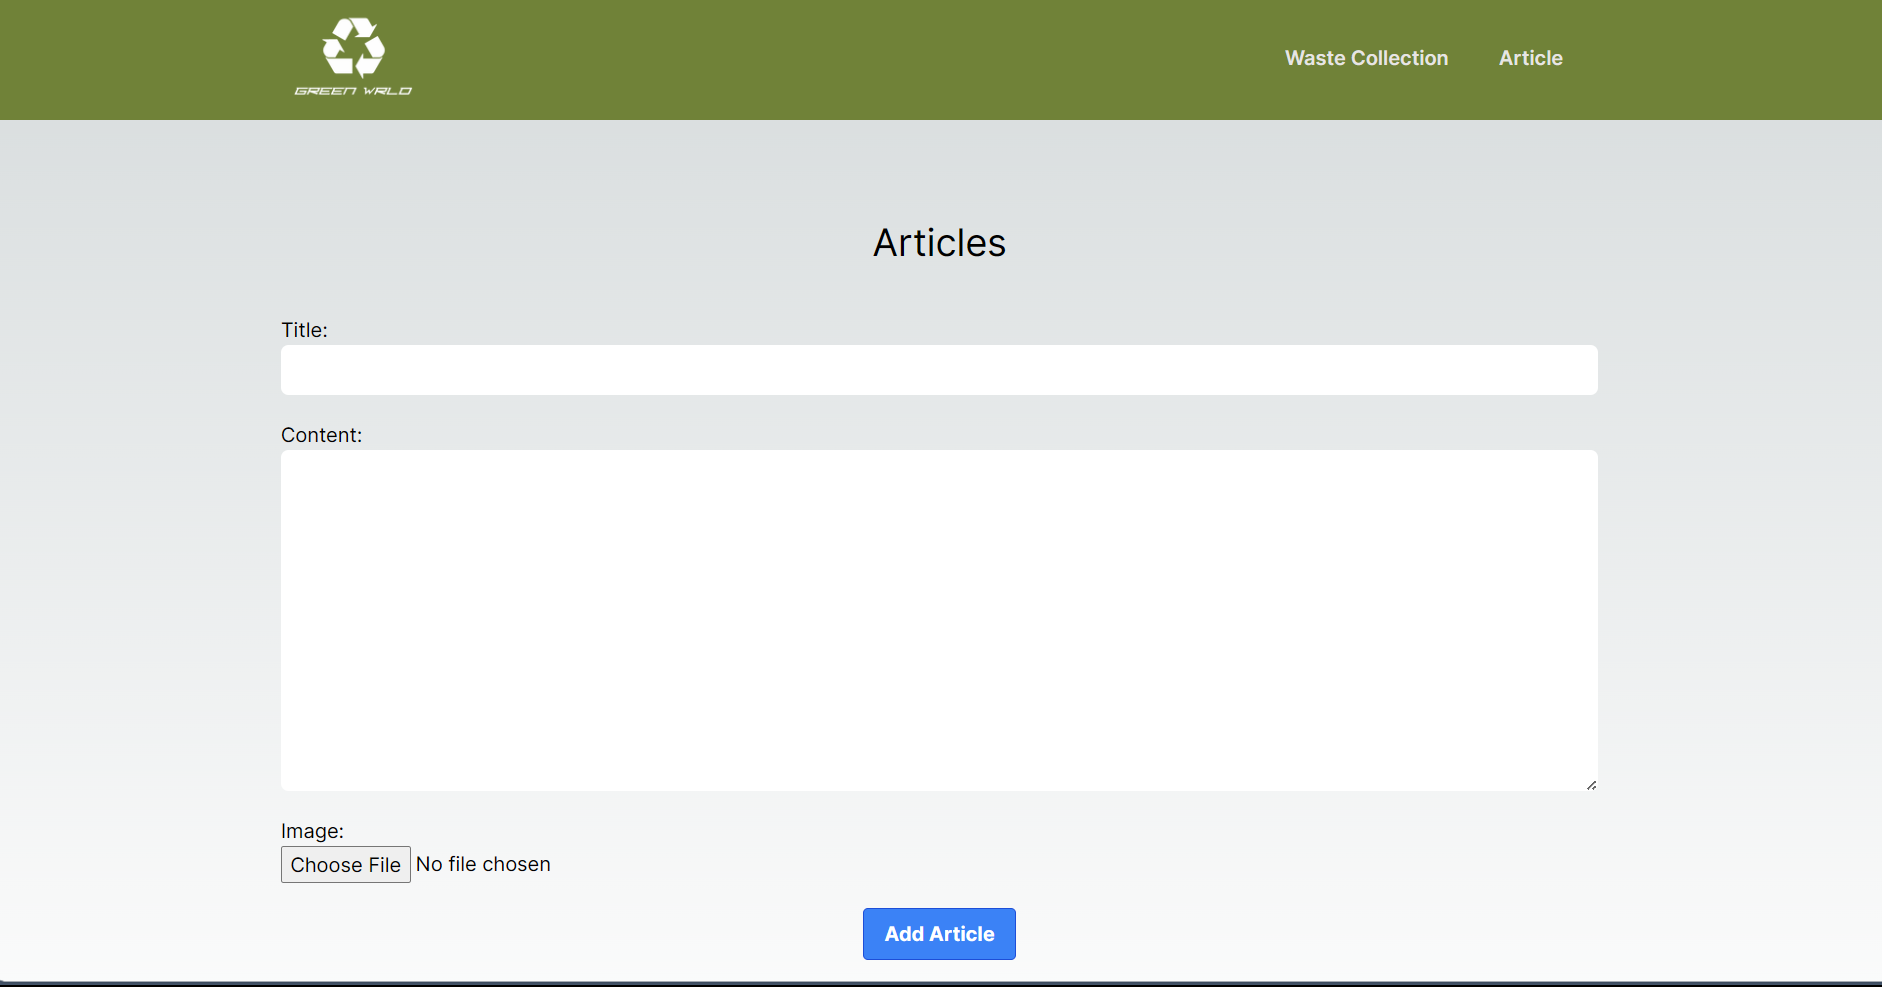 GREEN WRLD
Waste Collection
Article
Articles
Title:
Content:
Image:
Choose File No file chosen
Add Article